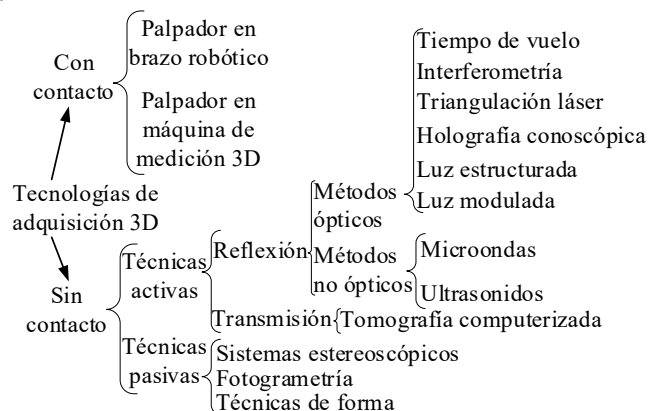 Tecnologías de
adquisición 3D
Con
contacto
Palpador en
brazo robótico
Palpador en
máquina de
medición 3D
Sin
contacto
Técnicas
activas
Reflexión
Métodos
ópticos
Tiempo de vuelo
Interferometría
Triangulación láser
Holografía conoscópica
Luz estructurada
Luz modulada
Métodos
no ópticos
Microondas
Ultrasonidos
Transmisión
Tomografía computerizada
Técnicas
pasivas
Sistemas estereoscópicos
Fotogrametría
Técnicas de forma